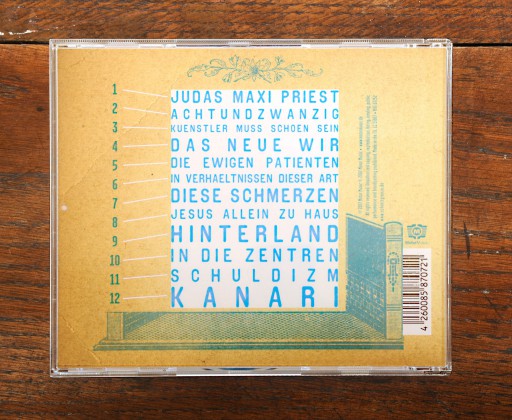 1 JUDAS MAXI PRIEST
2 ACHTUNDZWANZIG
3 KUENSTLER MUSS SCHOEN SEIN
4 DAS NEUE WIR
5 DIE EWIGEN PATIENTEN
6 IN VERHAELTNISSEN DIESER ART
7 DIESE SCHMERZEN
8 JESUS ALLEIN ZU HAUS
9 HINTERLAND
10 IN DIE ZENTREN
11 SCHULDIZM
12 KANARI
4 260085 870721